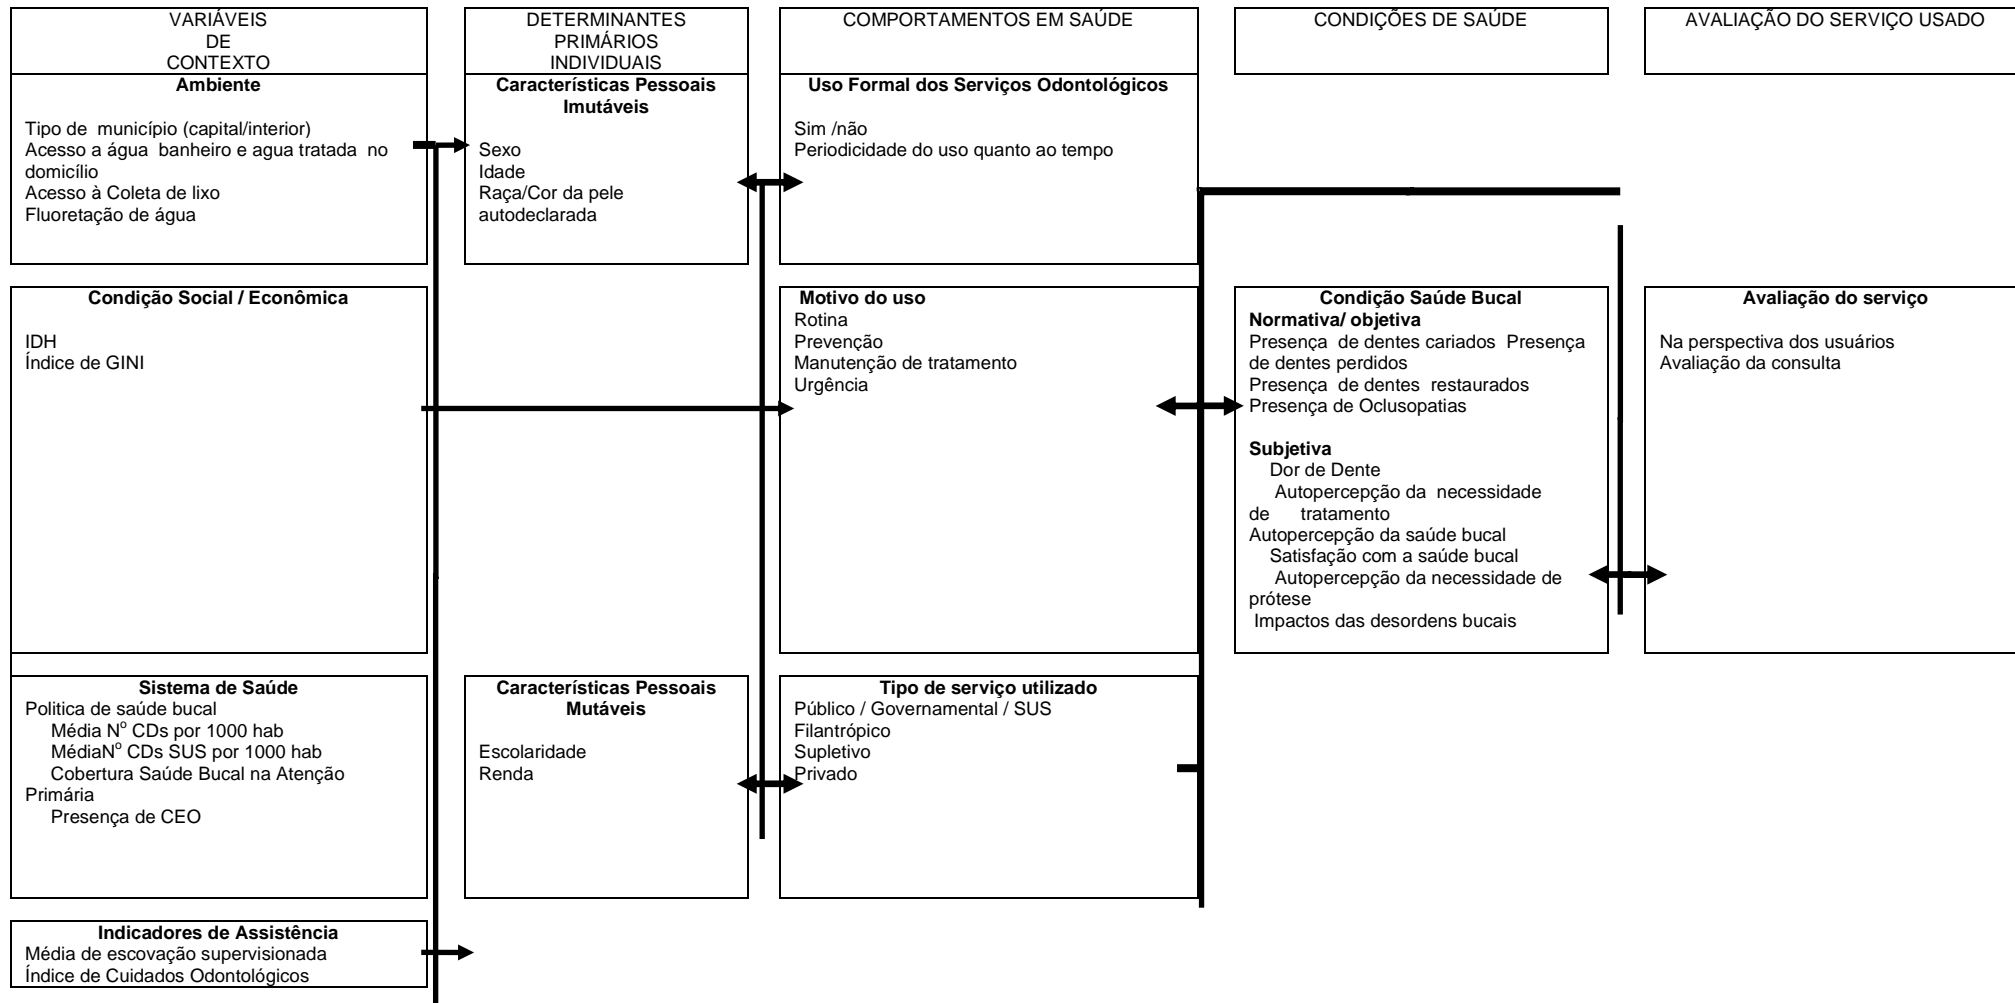 VARIÁVEIS
DE
CONTEXTO
DETERMINANTES
PRIMÁRIOS
INDIVIDUAIS
COMPORTAMENTOS EM SAÚDE
CONDIÇÕES DE SAÚDE
AVALIAÇÃO DO SERVIÇO USADO
Ambiente
Tipo de município (capital/interior)
Acesso a água banheiro e agua tratada no
domicílio
Acesso à Coleta de lixo
Fluoretação de água
Características Pessoais
Imutáveis
Sexo
Idade
Raça/Cor da pele
autodeclarada
Uso Formal dos Serviços Odontológicos
Sim /não
Periodicidade do uso quanto ao tempo
Condição Social / Econômica
IDH
Índice de GINI
Motivo do uso
Rotina
Prevenção
Manutenção de tratamento
Urgência
Condição Saúde Bucal
Normativa/ objetiva
Presença de dentes cariados Presença
de dentes perdidos
Presença de dentes restaurados
Presença de Oclusopatias
Subjetiva
Dor de Dente
Autopercepção da necessidade
de tratamento
Autopercepção da saúde bucal
Satisfação com a saúde bucal
Autopercepção da necessidade de
prótese
Impactos das desordens bucais
Avaliação do serviço
Na perspectiva dos usuários
Avaliação da consulta
Sistema de Saúde
Politica de saúde bucal
Média Nº CDs por 1000 hab
MédiaNº CDs SUS por 1000 hab
Cobertura Saúde Bucal na Atenção
Primária
Presença de CEO
Características Pessoais
Mutáveis
Escolaridade
Renda
Tipo de serviço utilizado
Público / Governamental / SUS
Filantrópico
Supletivo
Privado
Indicadores de Assistência
Média de escovação supervisionada
Índice de Cuidados Odontológicos